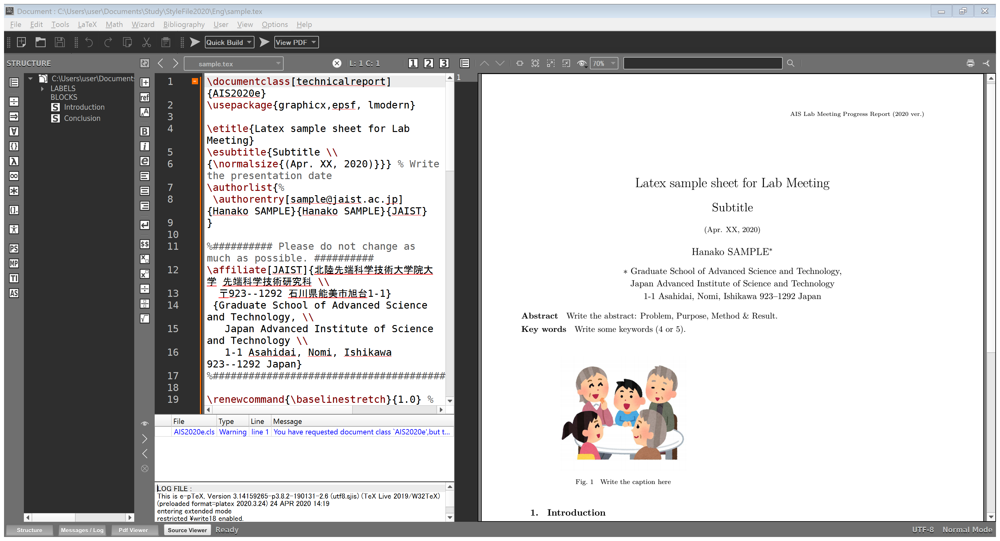 Document : C:\Users\user\Documents\Study\StyleFile2020\Eng\sample.tex
File Edit Tools LaTeX Math Wizard Bibliography User View Options Help
Quick Build View PDF
STRUCTURE
sample.tex
L: 1 C: 1
1 2 3
70%
C:\Users\user\Document
LABELS
BLOCKS
S Introduction
S Conclusion
ref
B
i
e
$$
(].
PS
MP
TI
AS
1 \documentclass[technicalreport]
{AIS2020e}
2 \usepackage{graphicx,epsf, lmodern}
3
4 \etitle{Latex sample sheet for Lab
Meeting}
5 \esubtitle{Subtitle \\
6 {\normalsize{(Apr. XX, 2020)}}} % Write
the presentation date
7 \authorlist{%
8 \authorentry[sample@jaist.ac.jp]
{Hanako SAMPLE}{Hanako SAMPLE}{JAIST}
9 }
10
11 %########## Please do not change as
much as possible. ##########
12 \affiliate[JAIST]{北陸先端科学技術大学院大
学 先端科学技術研究科 \\
13 〒923--1292 石川県能美市旭台1-1}
14 {Graduate School of Advanced Science
and Technology, \\
15 Japan Advanced Institute of Science
and Technology \\
16 1-1 Asahidai, Nomi, Ishikawa
923--1292 Japan}
17 %#######################################
18
19 \renewcommand{\baselinestretch}{1.0} %
File Type Line Message
AIS2020e.cls Warning line 1 You have requested document class `AIS2020e',but t...
LOG FILE :
This is e-pTeX, Version 3.14159265-p3.8.2-190131-2.6 (utf8.sjis) (TeX Live 2019/W32TeX)
(preloaded format=platex 2020.3.24) 24 APR 2020 14:19
entering extended mode
restricted ¥write18 enabled.
1
AIS Lab Meeting Progress Report (2020 ver.)
Latex sample sheet for Lab Meeting
Subtitle
(Apr. XX, 2020)
Hanako SAMPLE*
* Graduate School of Advanced Science and Technology,
Japan Advanced Institute of Science and Technology
1-1 Asahidai, Nomi, Ishikawa 923–1292 Japan
Abstract Write the abstract: Problem, Purpose, Method & Result.
Key words Write some keywords (4 or 5).
Fig. 1 Write the caption here
1. Introduction
Structure Messages / Log Pdf Viewer Source Viewer Ready
UTF-8 Normal Mode